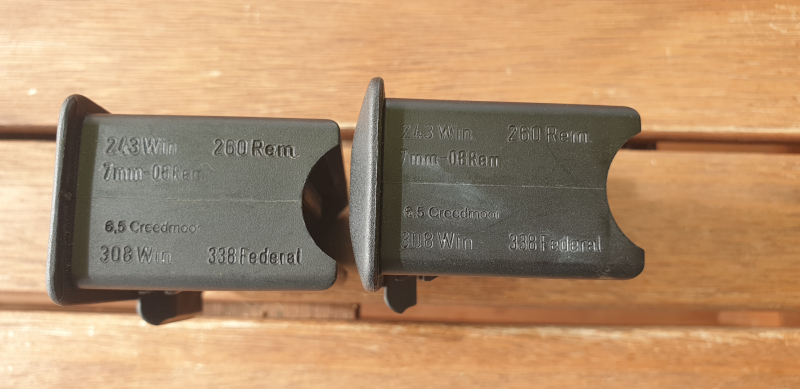 243 Win 260 Rem.
7mm-08 Rem
6,5 Creedmoor
308 Win 338 Federal
243 Win 260 Rem.
7mm-08 Rem
6,5 Creedmoor
308 Win 338 Federal